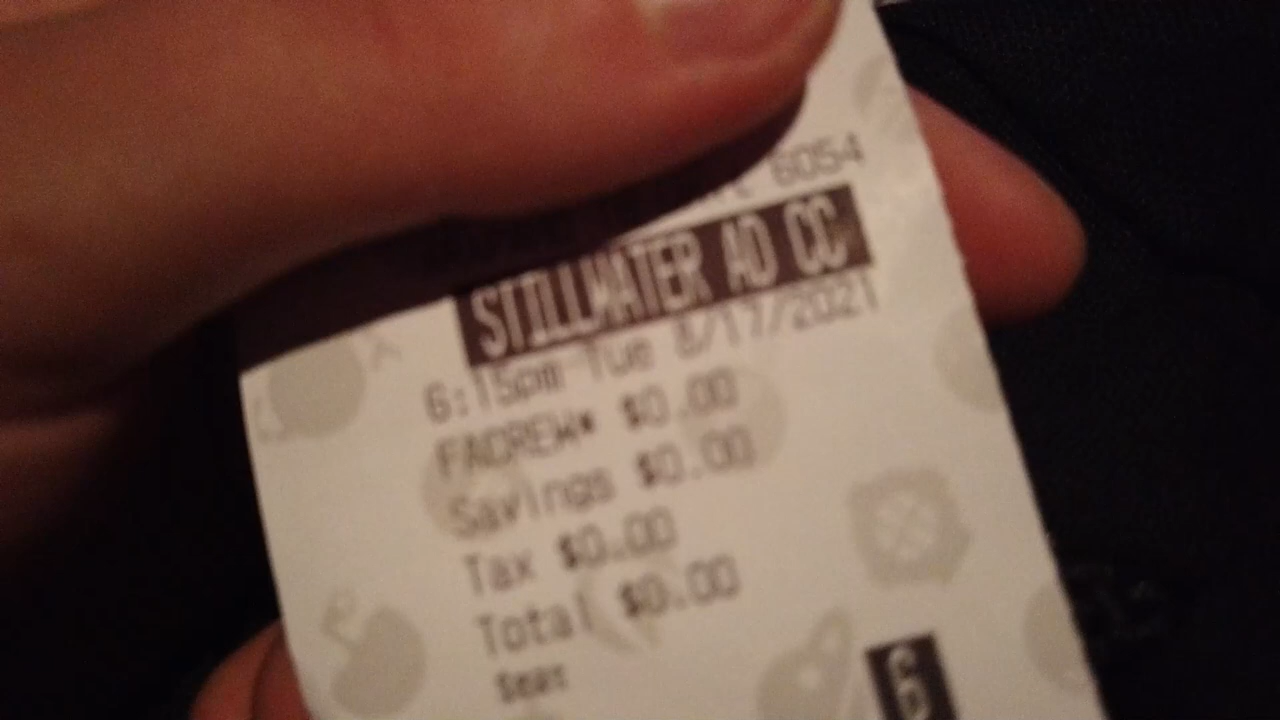 6054
STILLWATER AD CC
6:15pm Tue 8/17/2021
FADREW* $0.00
Savings $0.00
Tax $0.00
Total $0.00
Seat
6